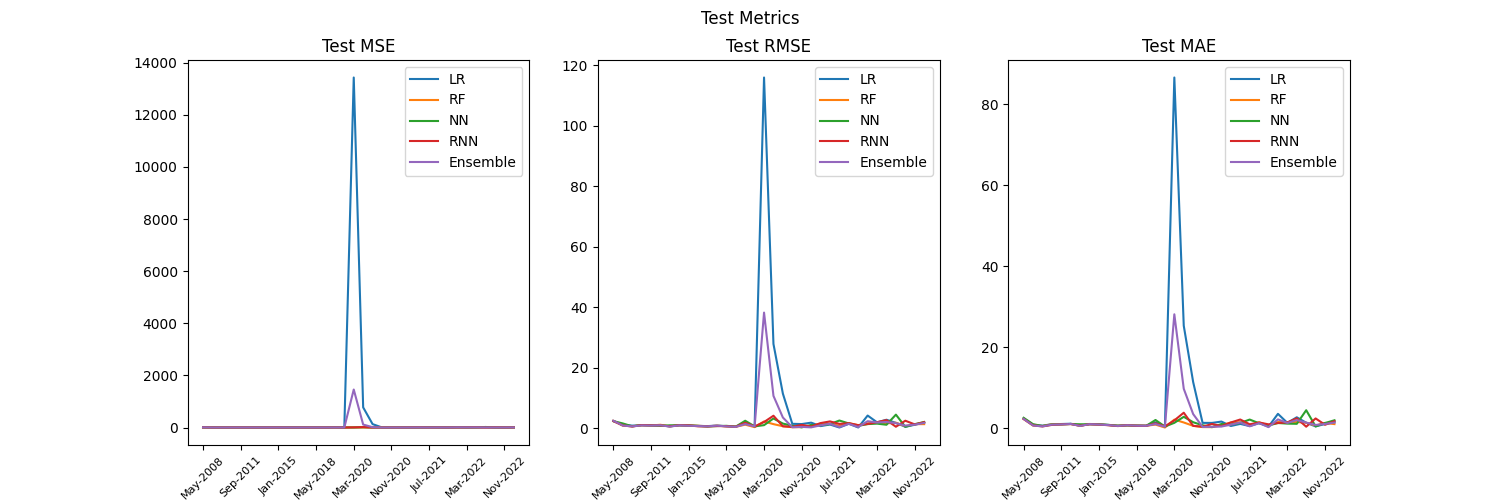 Test Metrics
Test MSE
14000
12000
10000
8000
6000
4000
2000
0
LR
RF
NN
RNN
Ensemble
May-2008
Sep-2011
Jan-2015
May-2018
Mar-2020
Nov-2020
Jul-2021
Mar-2022
Nov-2022
Test RMSE
120
100
80
60
40
20
0
LR
RF
NN
RNN
Ensemble
May-2008
Sep-2011
Jan-2015
May-2018
Mar-2020
Nov-2020
Jul-2021
Mar-2022
Nov-2022
Test MAE
80
60
40
20
0
LR
RF
NN
RNN
Ensemble
May-2008
Sep-2011
Jan-2015
May-2018
Mar-2020
Nov-2020
Jul-2021
Mar-2022
Nov-2022